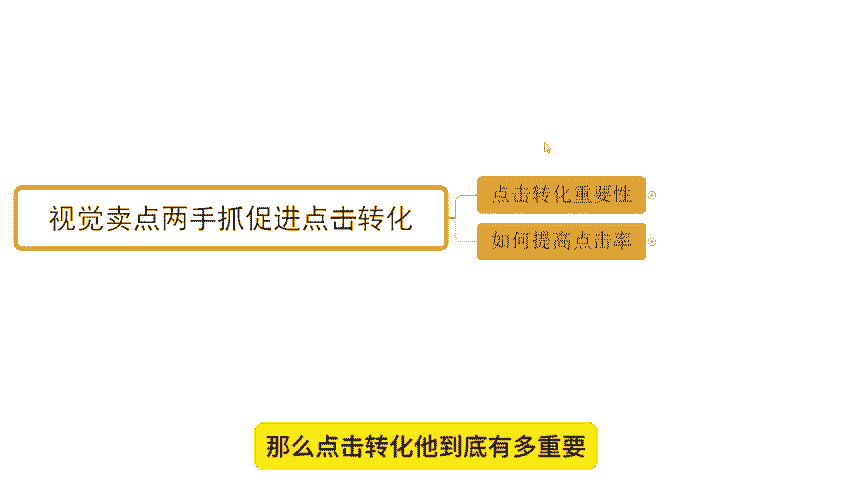 视觉卖点两手抓促进点击转化
点击转化重要性
如何提高点击率
那么点击转化他到底有多重要